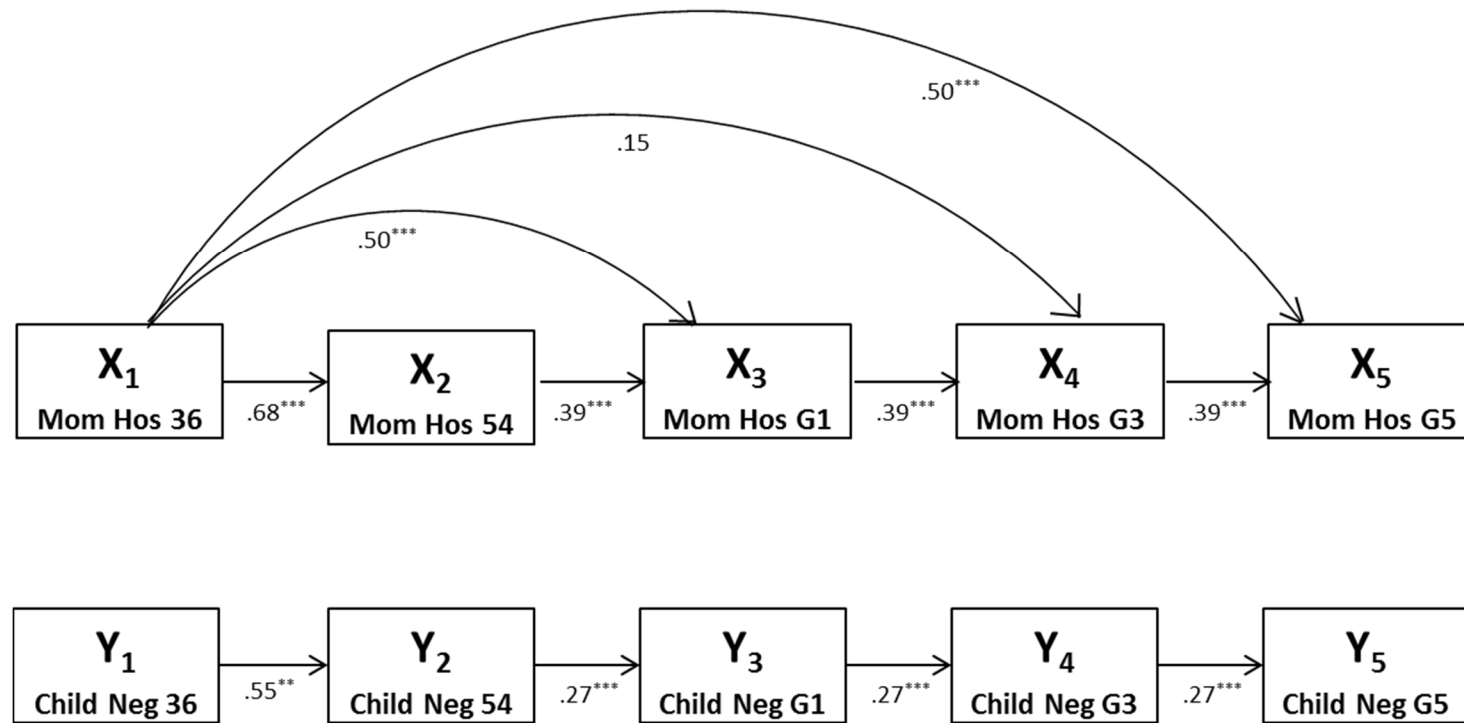 .50***
.15
.50***
X1
Mom Hos 36
.68***
X2
Mom Hos 54
.39***
X3
Mom Hos G1
.39***
X4
Mom Hos G3
.39***
X5
Mom Hos G5
Y1
Child Neg 36
.55**
Y2
Child Neg 54
.27***
Y3
Child Neg G1
.27***
Y4
Child Neg G3
.27***
Y5
Child Neg G5